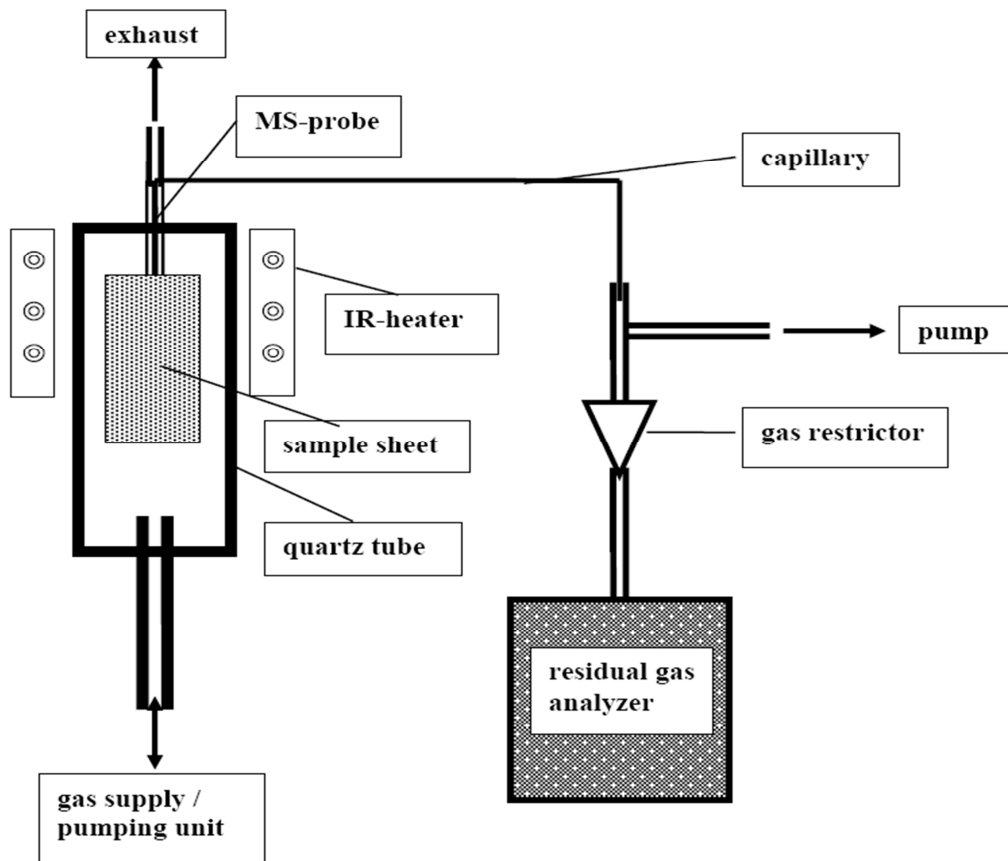 exhaust
MS-probe
capillary
IR-heater
pump
sample sheet
gas restrictor
quartz tube
residual gas
analyzer
gas supply /
pumping unit